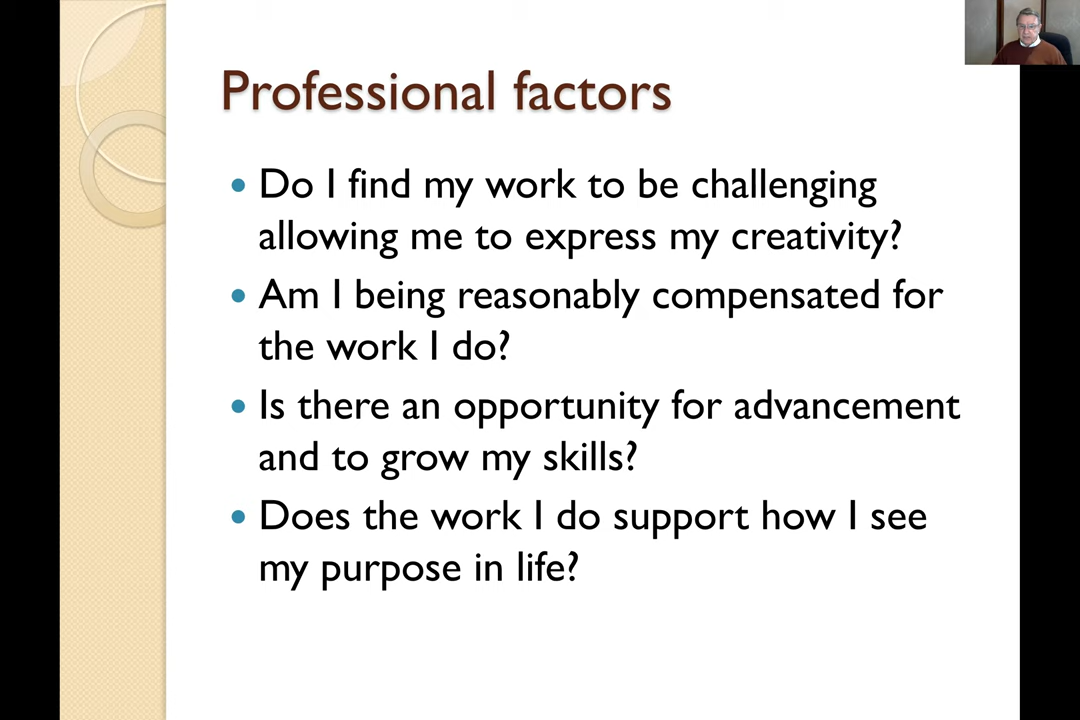 Professional factors
• Do I find my work to be challenging
allowing me to express my creativity?
• Am I being reasonably compensated for
the work I do?
• Is there an opportunity for advancement
and to grow my skills?
• Does the work I do support how I see
my purpose in life?